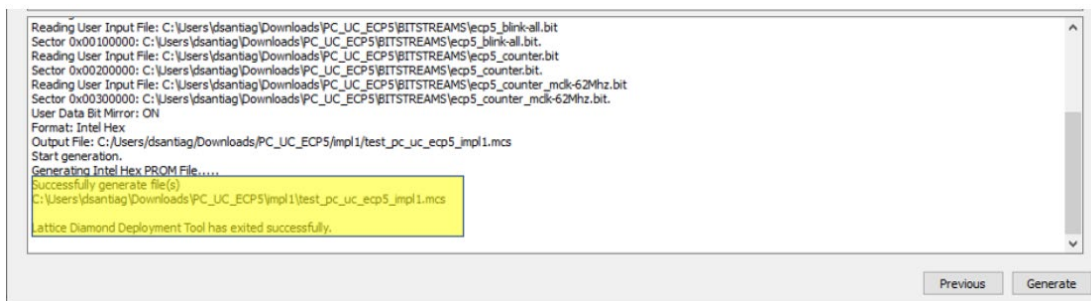 Reading User Input File: C:\Users\dsantiag\Downloads\PC_UC_ECP5\BITSTREAMS\ecp5_blink-all.bit
Sector 0x00100000: C:\Users\dsantiag\Downloads\PC_UC_ECP5\BITSTREAMS\ecp5_blink-all.bit.
Reading User Input File: C:\Users\dsantiag\Downloads\PC_UC_ECP5\BITSTREAMS\ecp5_counter.bit
Sector 0x00200000: C:\Users\dsantiag\Downloads\PC_UC_ECP5\BITSTREAMS\ecp5_counter.bit.
Reading User Input File: C:\Users\dsantiag\Downloads\PC_UC_ECP5\BITSTREAMS\ecp5_counter_mclk-62Mhz.bit
Sector 0x00300000: C:\Users\dsantiag\Downloads\PC_UC_ECP5\BITSTREAMS\ecp5_counter_mclk-62Mhz.bit.
User Data Bit Mirror: ON
Format: Intel Hex
Output File: C:/Users/dsantiag/Downloads/PC_UC_ECP5/impl1/test_pc_uc_ecp5_impl1.mcs
Start generation.
Generating Intel Hex PROM File.....
Successfully generate file(s)
C:\Users\dsantiag\Downloads\PC_UC_ECP5\impl1\test_pc_uc_ecp5_impl1.mcs
Lattice Diamond Deployment Tool has exited successfully.
Previous Generate